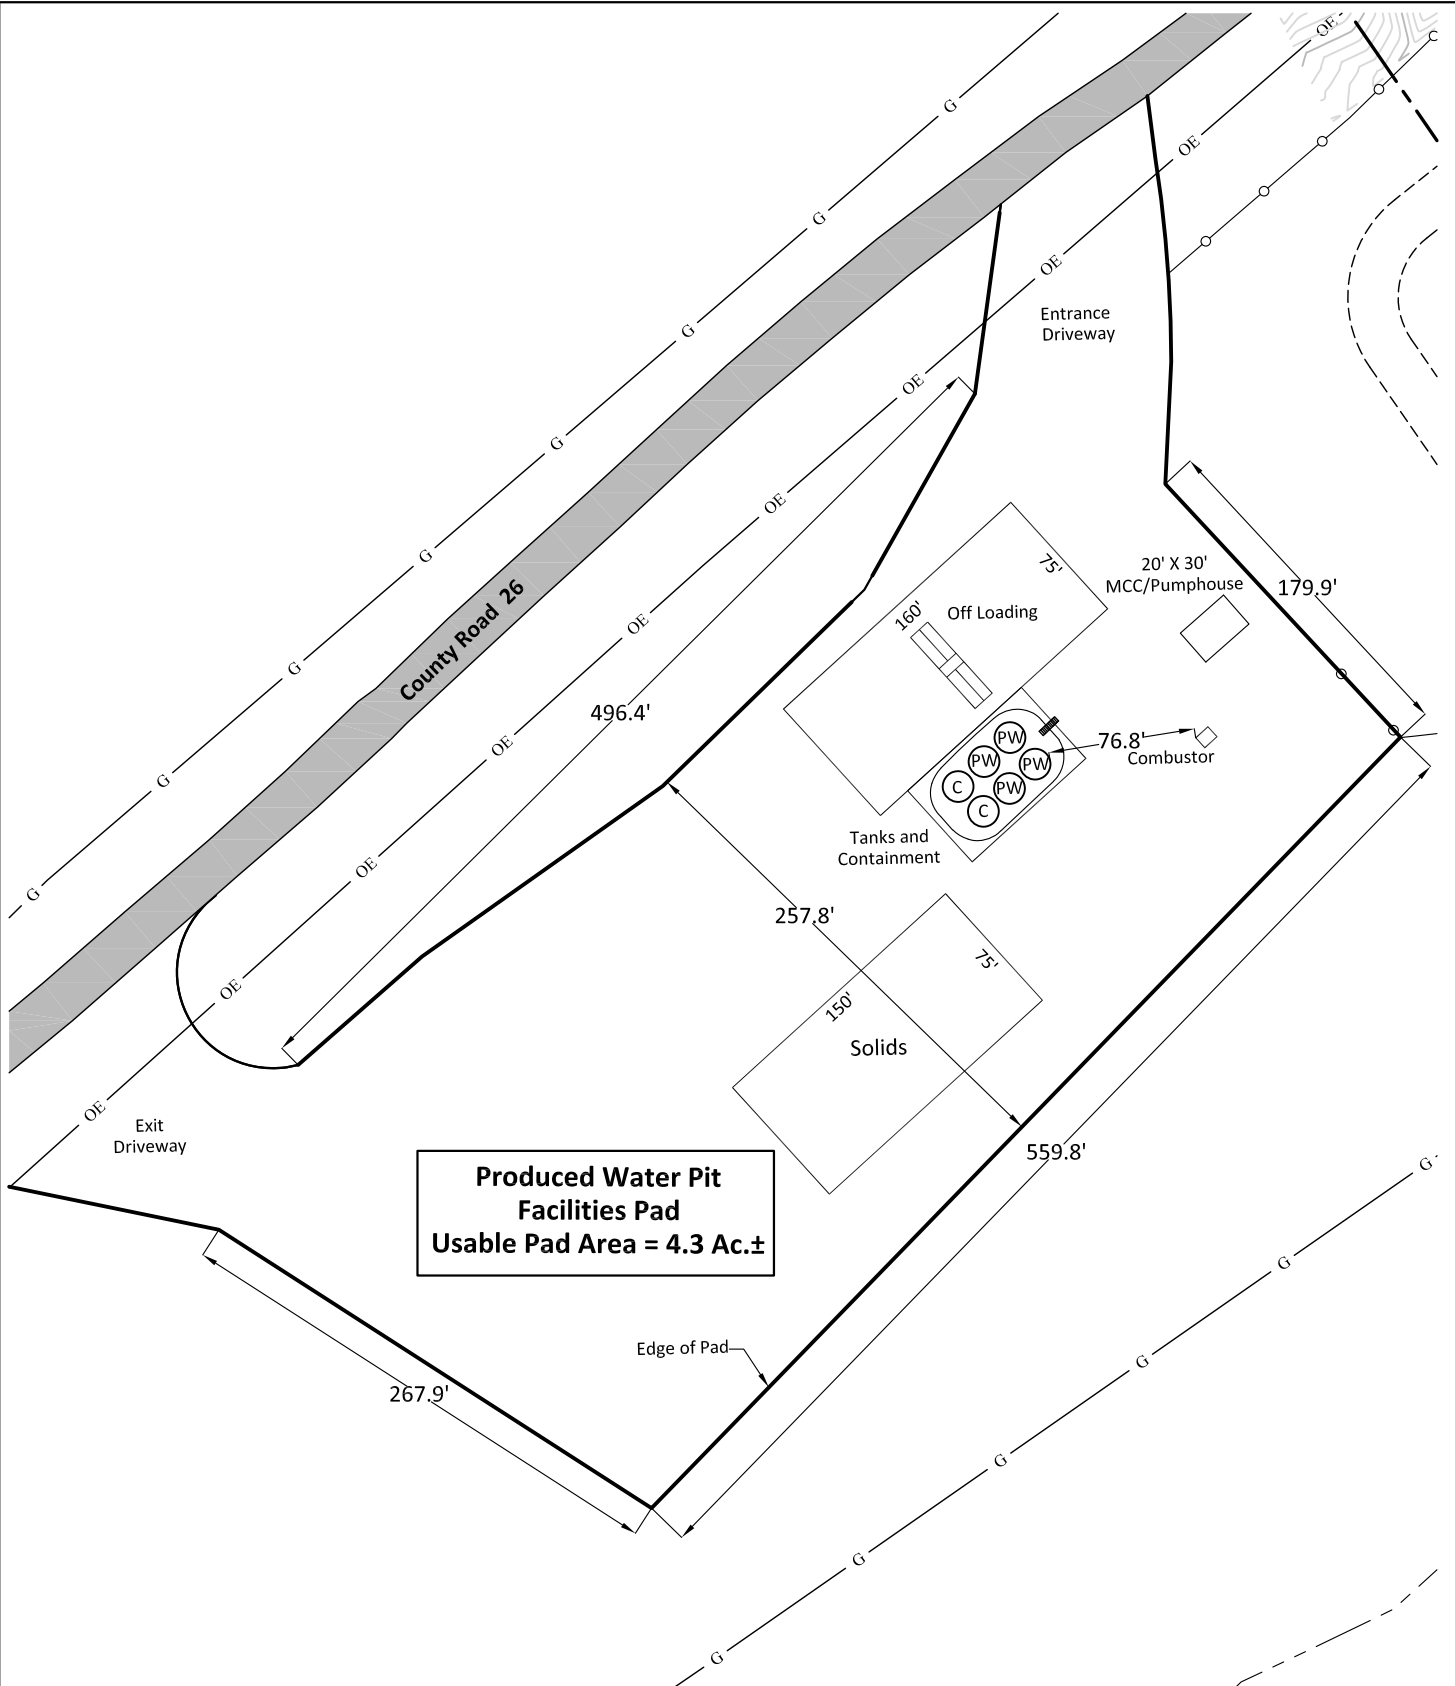 OE
G
OE
G
OE
Entrance
Driveway
G
OE
G
OE
G
75'
20' X 30'
MCC/Pumphouse
179.9'
County Road 26
160'
Off Loading
OE
G
496.4'
PW
76.8'
OE
PW
PW
Combustor
G
C
PW
C
Tanks and
Containment
OE
G
257.8'
75'
OE
150'
Solids
OE
Exit
Driveway
559.8'
G
Produced Water Pit
Facilities Pad
Usable Pad Area = 4.3 Ac.±
G
Edge of Pad
G
267.9'
G
G
G